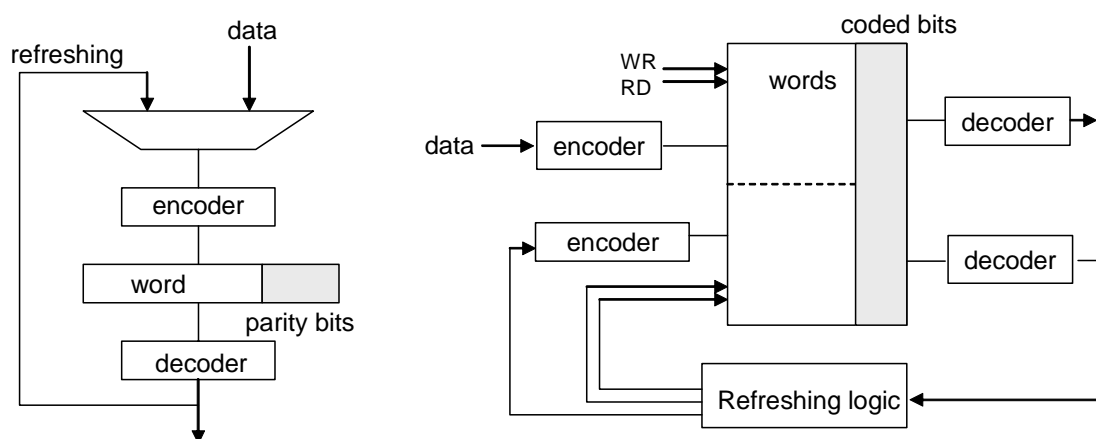 refreshing
data
encoder
word
parity bits
decoder
coded bits
WR
RD
words
data
encoder
decoder
encoder
decoder
Refreshing logic